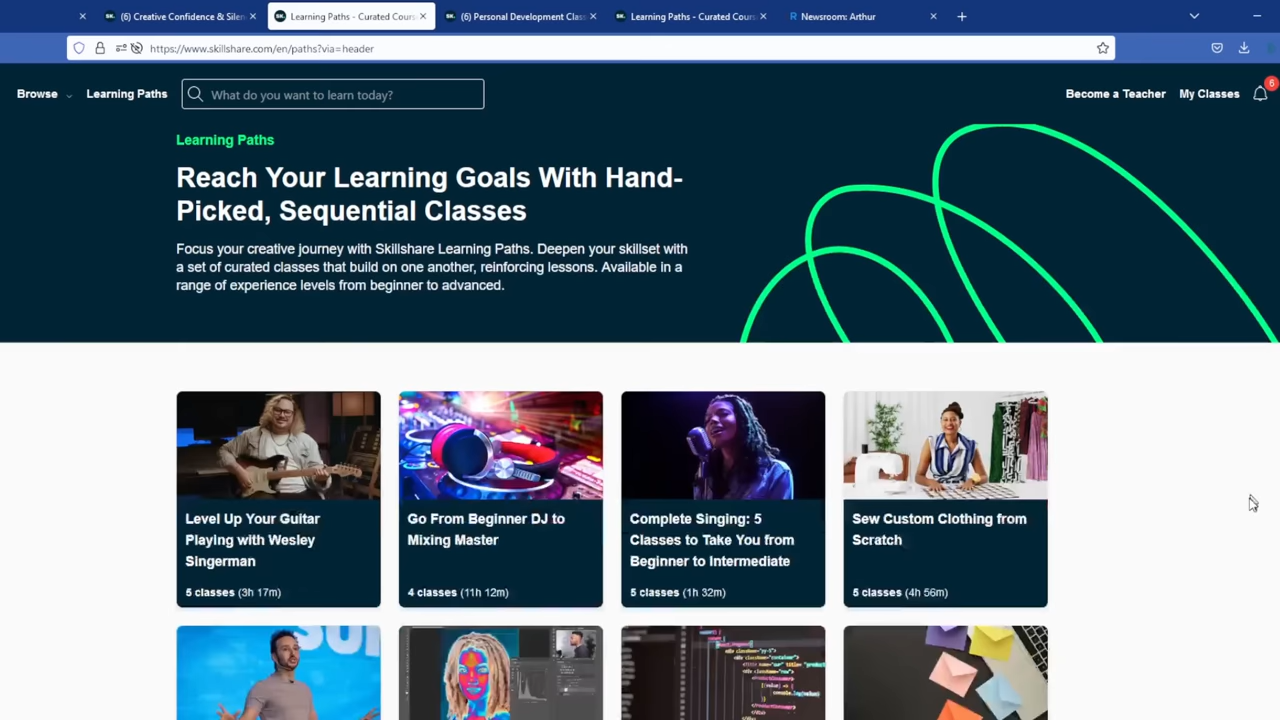 (6) Creative Confidence & Silen
Learning Paths - Curated Cours
(6) Personal Development Clas
Learning Paths - Curated Cours
Newsroom: Arthur
https://www.skillshare.com/en/paths?via=header
Browse
Learning Paths
What do you want to learn today?
Become a Teacher
My Classes
6
Learning Paths
Reach Your Learning Goals With Hand-
Picked, Sequential Classes
Focus your creative journey with Skillshare Learning Paths. Deepen your skillset with
a set of curated classes that build on one another, reinforcing lessons. Available in a
range of experience levels from beginner to advanced.
Level Up Your Guitar
Playing with Wesley
Singerman
5 classes (3h 17m)
Go From Beginner DJ to
Mixing Master
4 classes (11h 12m)
Complete Singing: 5
Classes to Take You from
Beginner to Intermediate
5 classes (1h 32m)
Sew Custom Clothing from
Scratch
5 classes (4h 56m)